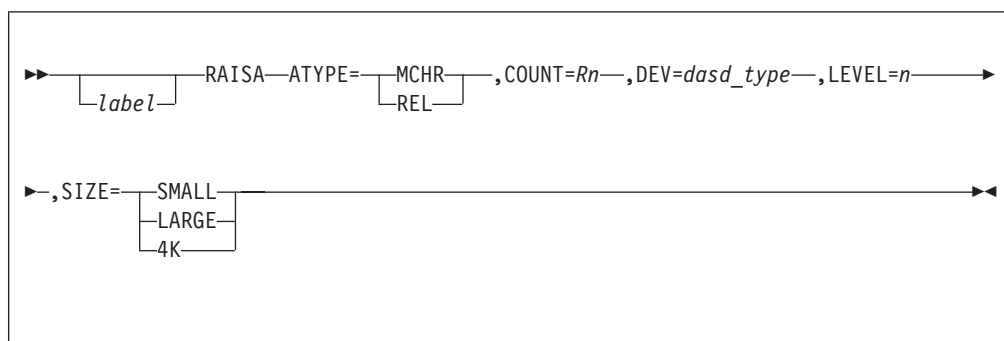 RAISA ATYPE= MCHR ,COUNT=Rn ,DEV=dasd_type ,LEVEL=n
label REL
,SIZE= SMALL
LARGE
4K